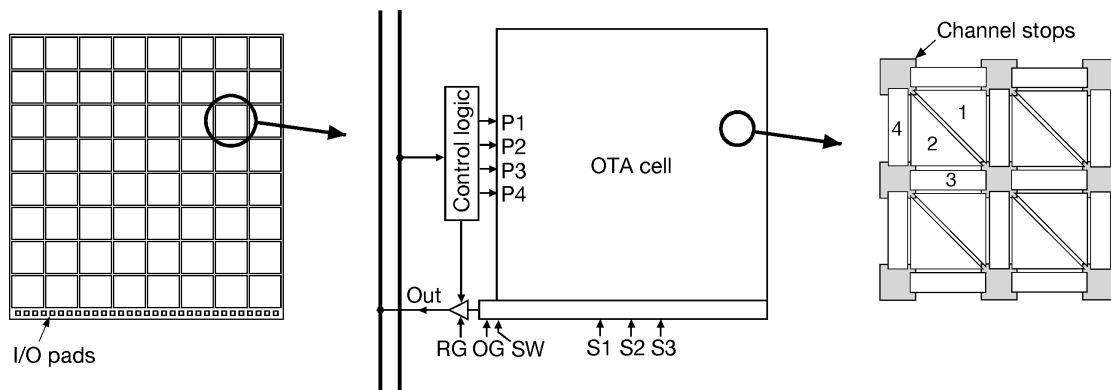 I/O pads
Control logic
P1
P2
P3
P4
OTA cell
Out
RG OG SW
S1 S2 S3
Channel stops
1
4
2
3